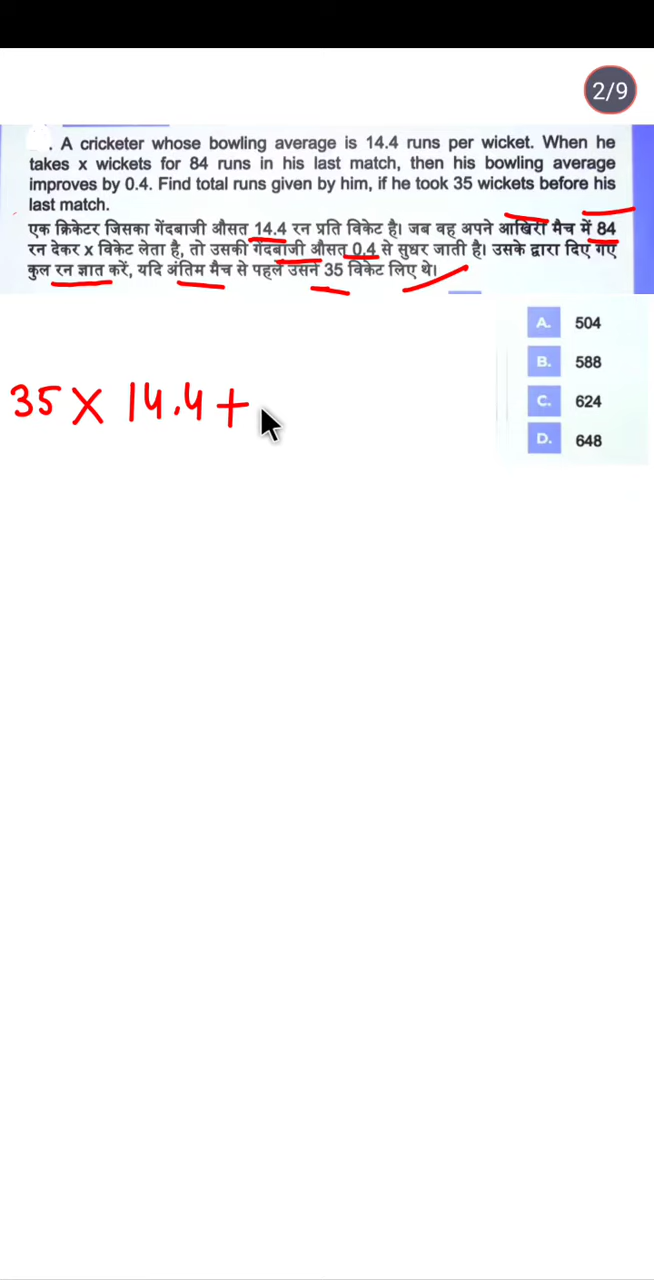 2/9
. A cricketer whose bowling average is 14.4 runs per wicket. When he
takes x wickets for 84 runs in his last match, then his bowling average
improves by 0.4. Find total runs given by him, if he took 35 wickets before his
last match.
एक क्रिकेटर जिसका गेंदबाजी औसत 14.4 रन प्रति विकेट है। जब वह अपने आखिरी मैच में 84
रन देकर x विकेट लेता है, तो उसकी गेंदबाजी औसत 0.4 से सुधर जाती है। उसके द्वारा दिए गए
कुल रन ज्ञात करें, यदि अंतिम मैच से पहले उसने 35 विकेट लिए थे।
A. 504
B. 588
C. 624
D. 648
35 × 14.4 +